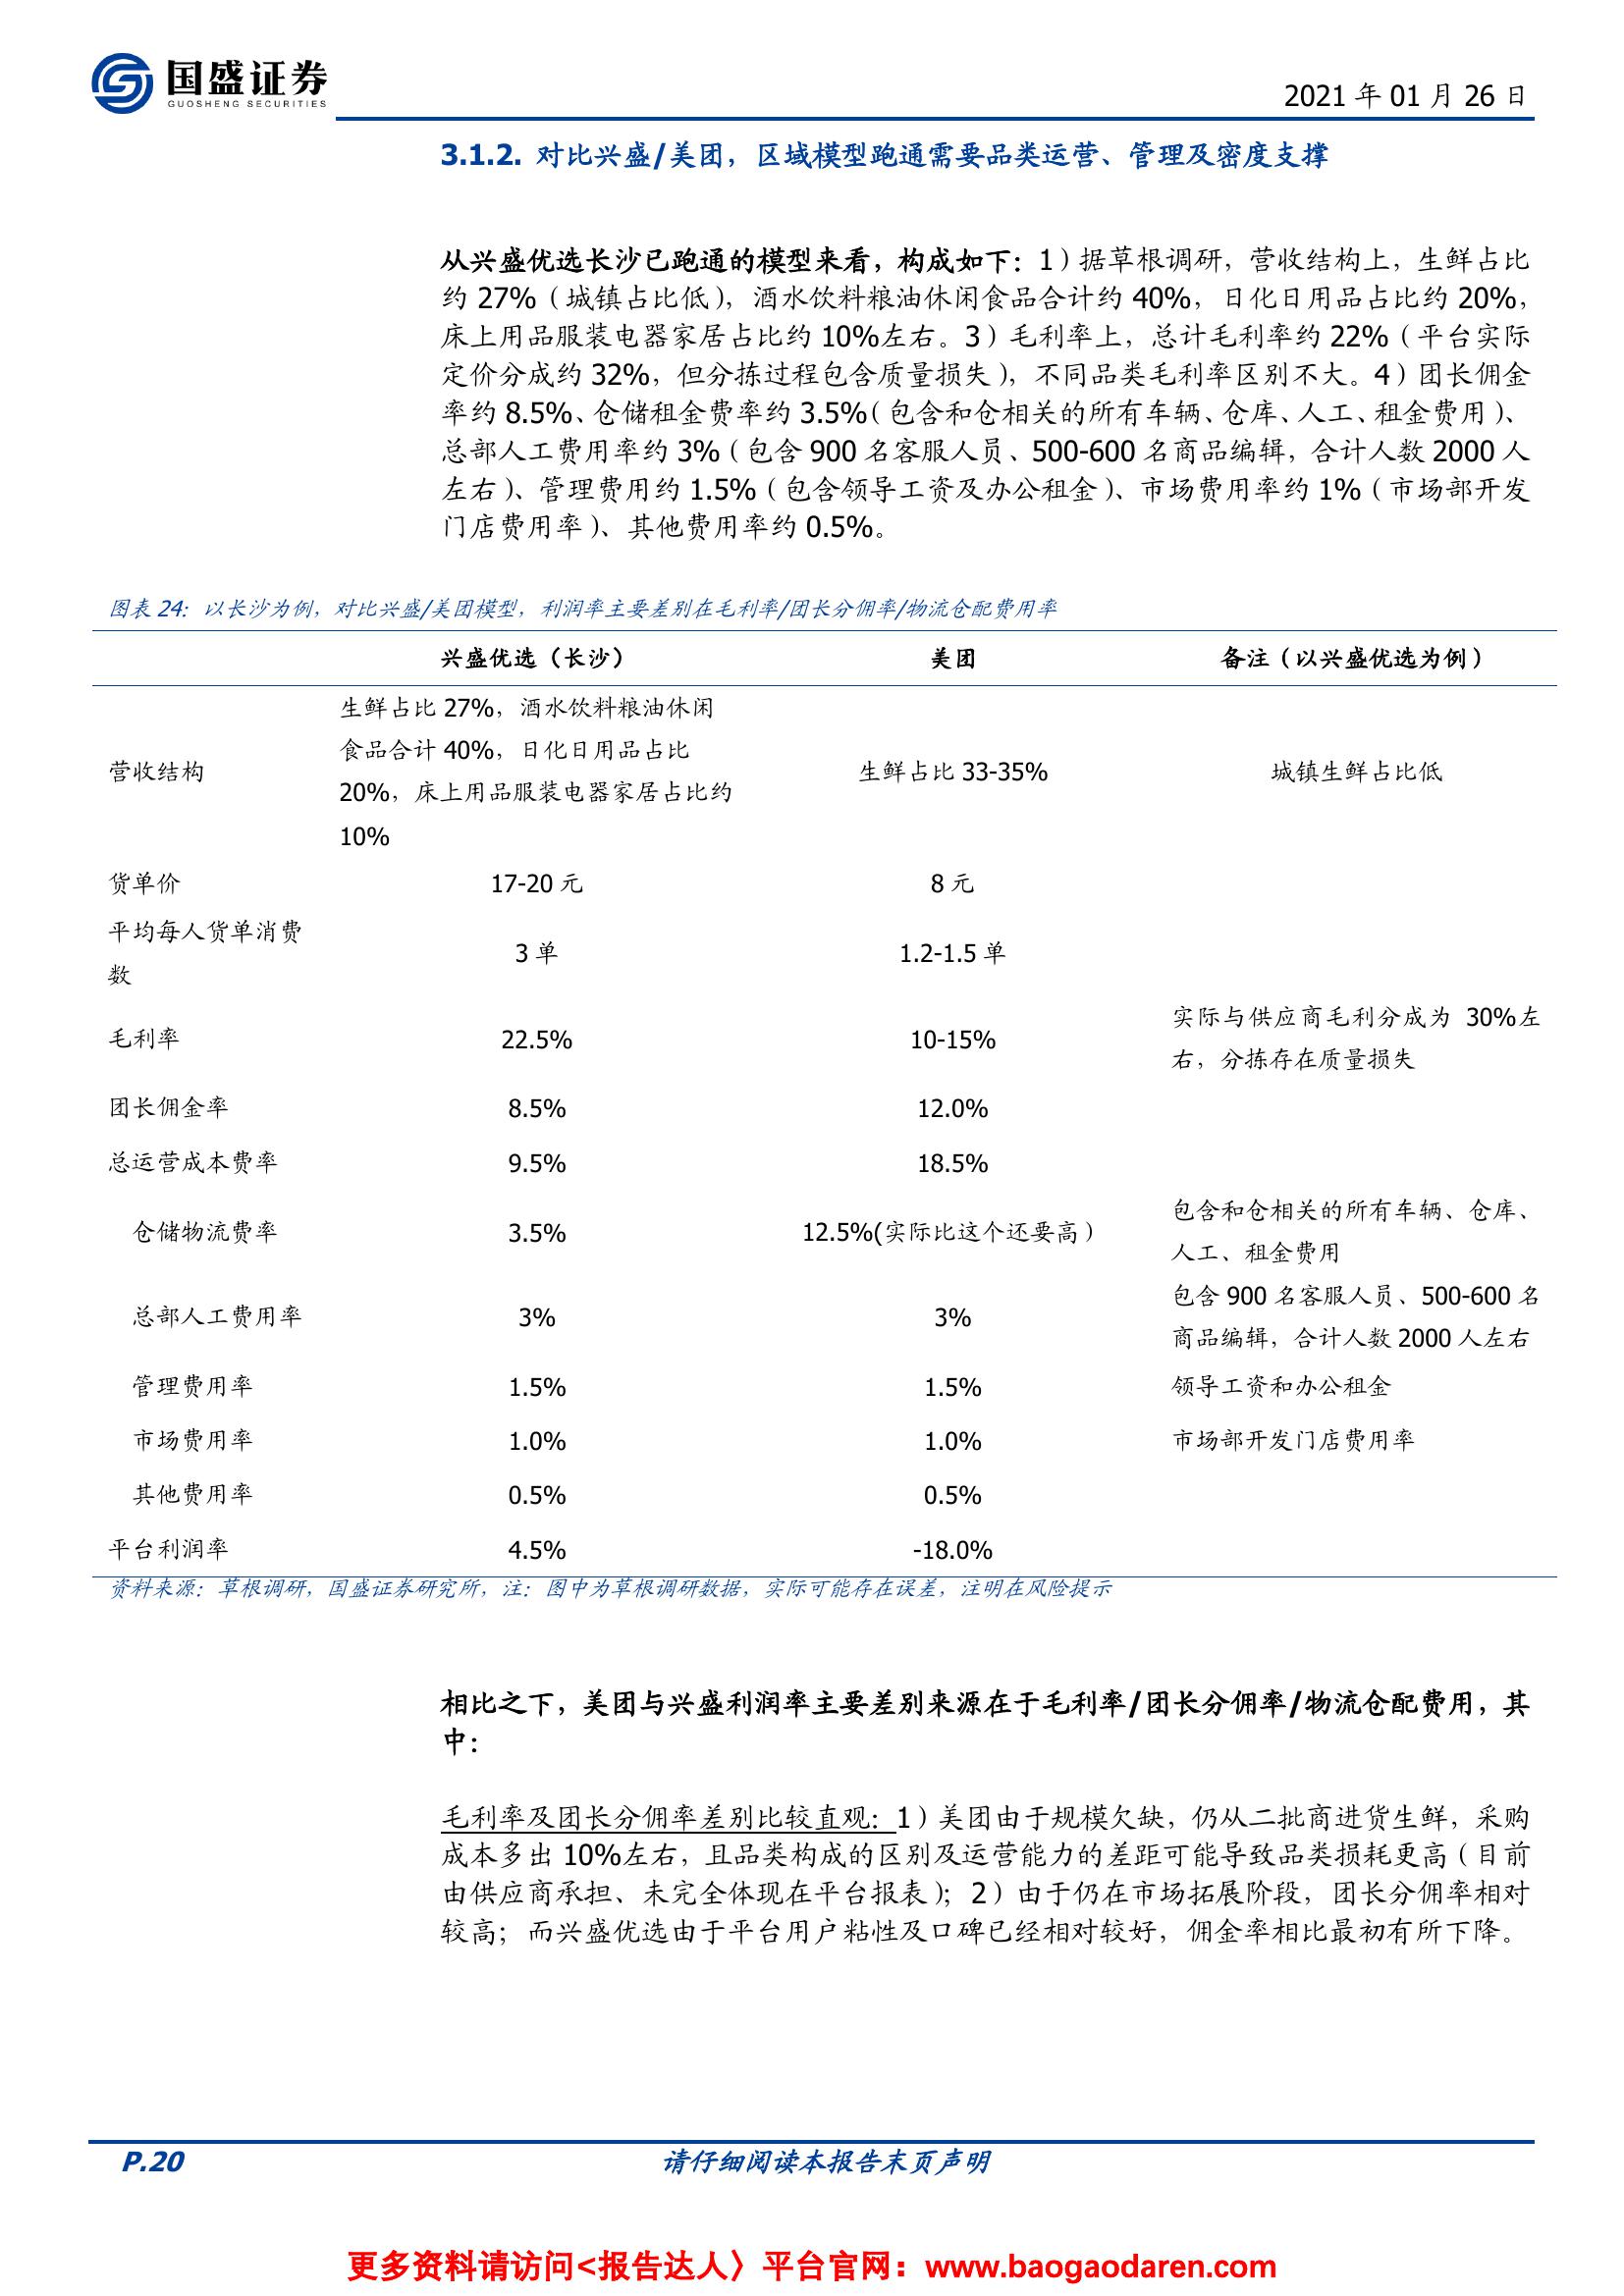 国盛证券
GUOSHENG SECURITIES
2021 年 01 月 26 日
3.1.2. 对比兴盛/美团，区域模型跑通需要品类运营、管理及密度支撑
从兴盛优选长沙已跑通的模型来看，构成如下：1）据草根调研，营收结构上，生鲜占比
约 27%（城镇占比低），酒水饮料粮油休闲食品合计约 40%，日化日用品占比约 20%，
床上用品服装电器家居占比约 10%左右。3）毛利率上，总计毛利率约 22%（平台实际
定价分成约 32%，但分拣过程包含质量损失），不同品类毛利率区别不大。4）团长佣金
率约 8.5%、仓储租金费率约 3.5%（包含和仓相关的所有车辆、仓库、人工、租金费用）、
总部人工费用率约 3%（包含 900 名客服人员、500-600 名商品编辑，合计人数 2000 人
左右）、管理费用约 1.5%（包含领导工资及办公租金）、市场费用率约 1%（市场部开发
门店费用率）、其他费用率约 0.5%。
图表 24：以长沙为例，对比兴盛/美团模型，利润率主要差别在毛利率/团长分佣率/物流仓配费用率
兴盛优选（长沙） 美团 备注（以兴盛优选为例）
生鲜占比 27%，酒水饮料粮油休闲
食品合计 40%，日化日用品占比
营收结构 生鲜占比 33-35% 城镇生鲜占比低
20%，床上用品服装电器家居占比约
10%
货单价 17-20 元 8 元
平均每人货单消费
3 单 1.2-1.5 单
数
实际与供应商毛利分成为 30%左
毛利率 22.5% 10-15%
右，分拣存在质量损失
团长佣金率 8.5% 12.0%
总运营成本费率 9.5% 18.5%
包含和仓相关的所有车辆、仓库、
仓储物流费率 3.5% 12.5%(实际比这个还要高）
人工、租金费用
包含 900 名客服人员、500-600 名
总部人工费用率 3% 3%
商品编辑，合计人数 2000 人左右
管理费用率 1.5% 1.5% 领导工资和办公租金
市场费用率 1.0% 1.0% 市场部开发门店费用率
其他费用率 0.5% 0.5%
平台利润率 4.5% -18.0%
资料来源：草根调研，国盛证券研究所，注：图中为草根调研数据，实际可能存在误差，注明在风险提示
相比之下，美团与兴盛利润率主要差别来源在于毛利率/团长分佣率/物流仓配费用，其
中：
毛利率及团长分佣率差别比较直观：1）美团由于规模欠缺，仍从二批商进货生鲜，采购
成本多出 10%左右，且品类构成的区别及运营能力的差距可能导致品类损耗更高（目前
由供应商承担、未完全体现在平台报表）；2）由于仍在市场拓展阶段，团长分佣率相对
较高；而兴盛优选由于平台用户粘性及口碑已经相对较好，佣金率相比最初有所下降。
P.20 请仔细阅读本报告末页声明
更多资料请访问<报告达人〉平台官网：www.baogaodaren.com